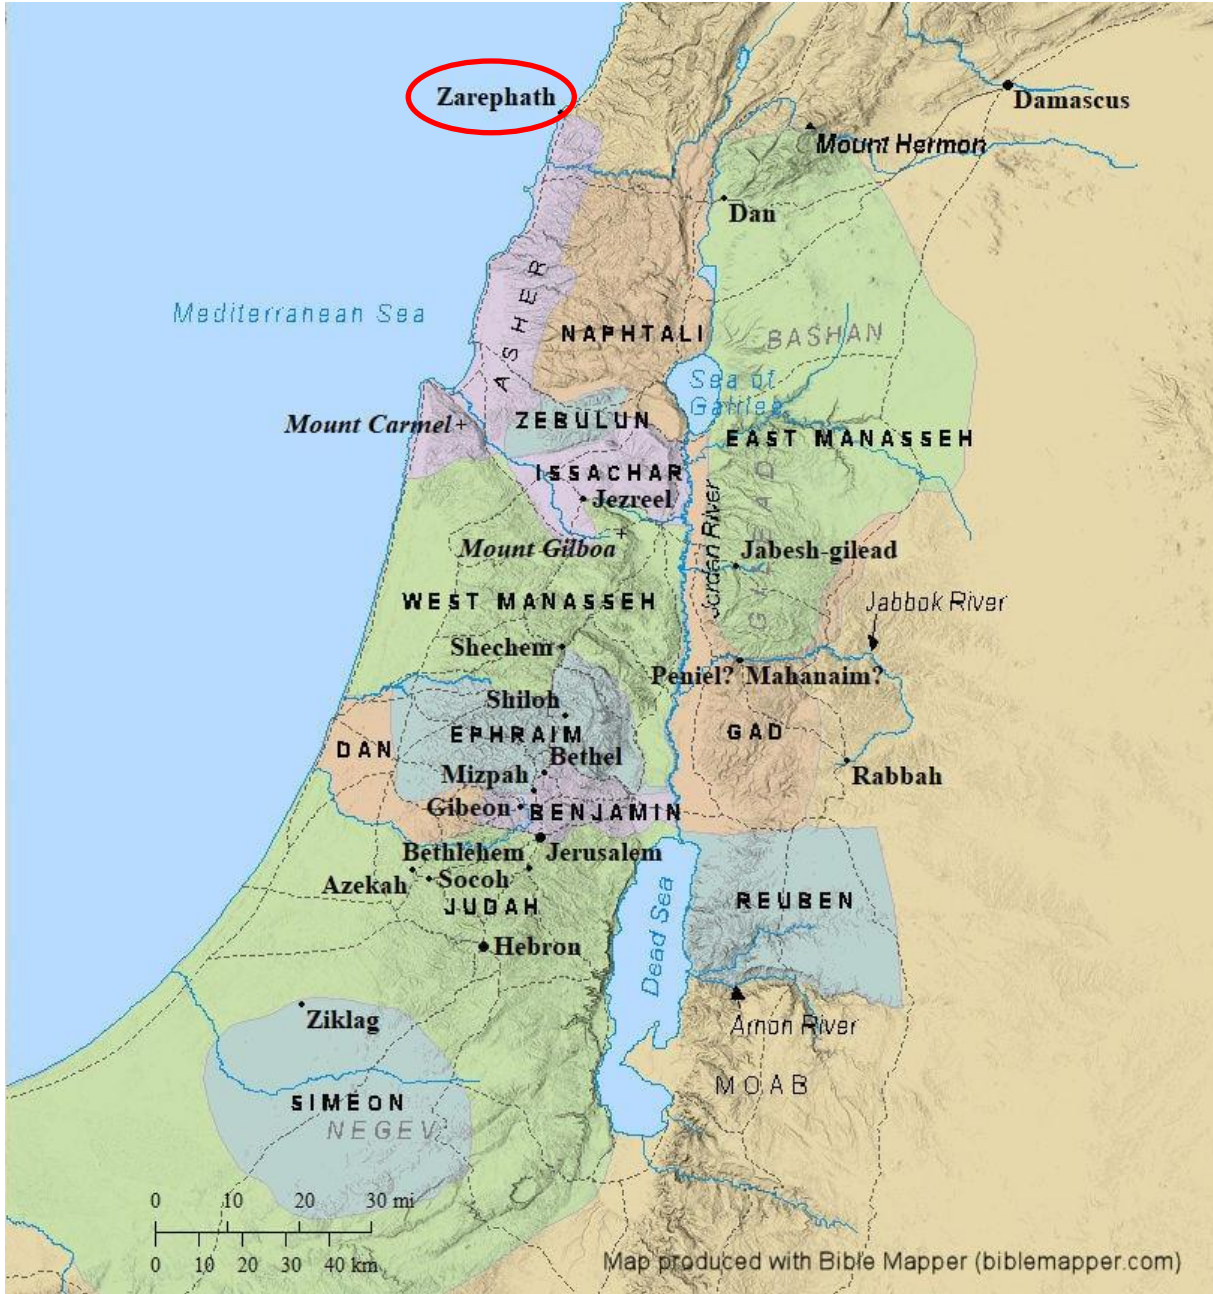 Zarephath
Damascus
Mount Hermon
Dan
ASHER
Mediterranean Sea
NAPHTALI
BASHAN
Sea of
Galilee
Mount Carmel
ZEBULUN
EAST MANASSEH
ISSACHAR
Jezreel
GILEAD
Jordan River
Mount Gilboa
Jabesh-gilead
WEST MANASSEH
Jabbok River
Shechem
Peniel? Mahanaim?
Shiloh
EPHRAIM
GAD
DAN
Bethel
Mizpah
Rabbah
Gibeon
BENJAMIN
Bethlehem
Jerusalem
Azekah
Socoh
JUDAH
REUBEN
Dead Sea
Hebron
Ziklag
Arnon River
MOAB
SIMEON
NEGEV
0 10 20 30 mi
0 10 20 30 40 km
Map produced with Bible Mapper (biblemapper.com)